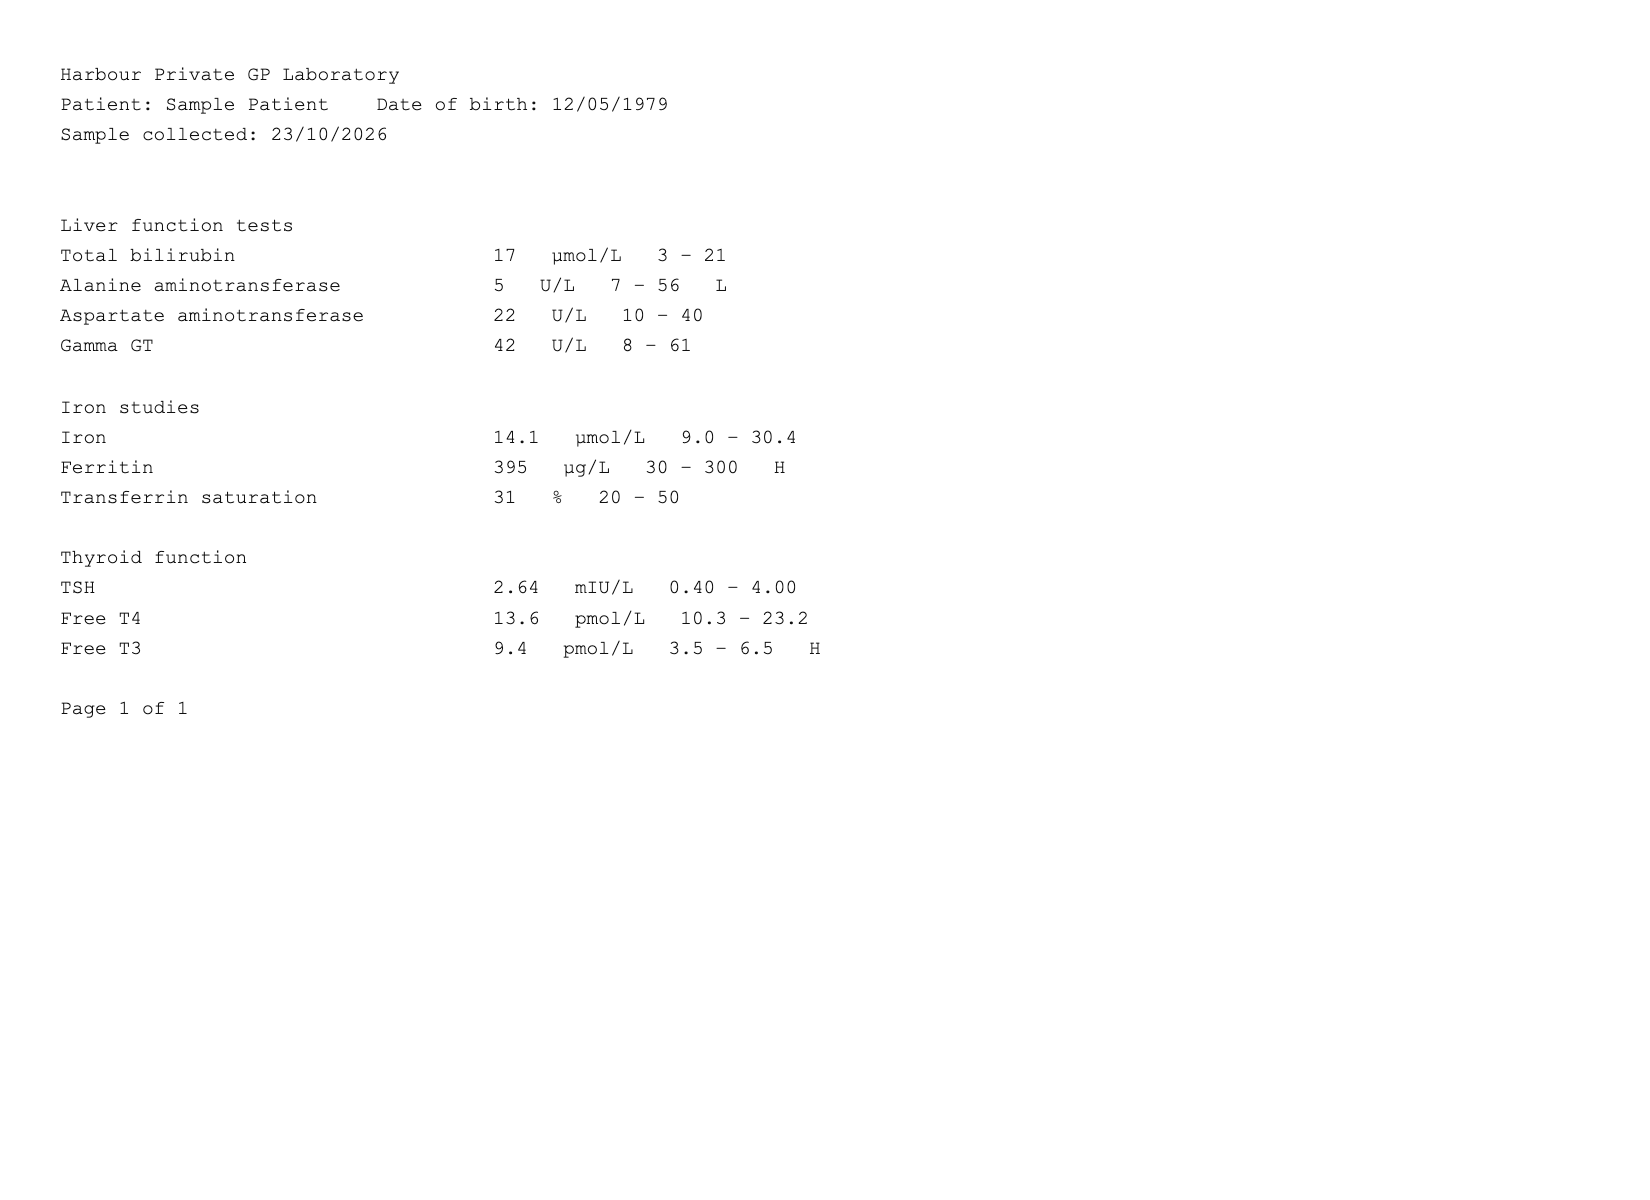 Harbour Private GP Laboratory
Patient: Sample Patient    Date of birth: 12/05/1979
Sample collected: 23/10/2026
Liver function tests
Total bilirubin    17   µmol/L   3 – 21
Alanine aminotransferase    5   U/L   7 – 56   L
Aspartate aminotransferase    22   U/L   10 – 40
Gamma GT    42   U/L   8 – 61
Iron studies
Iron    14.1   µmol/L   9.0 – 30.4
Ferritin    395   µg/L   30 – 300   H
Transferrin saturation    31   %   20 – 50
Thyroid function
TSH    2.64   mIU/L   0.40 – 4.00
Free T4    13.6   pmol/L   10.3 – 23.2
Free T3    9.4   pmol/L   3.5 – 6.5   H
Page 1 of 1